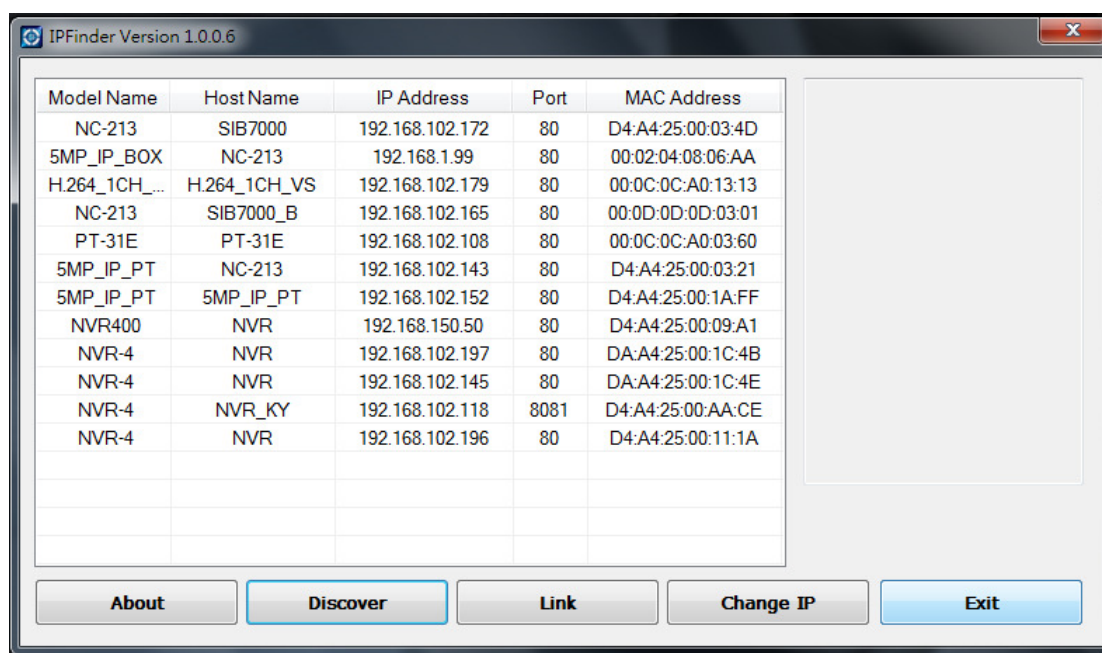 IPFinder Version 1.0.0.6
x
Model Name Host Name IP Address Port MAC Address
NC-213 SIB7000 192.168.102.172 80 D4:A4:25:00:03:4D
5MP_IP_BOX NC-213 192.168.1.99 80 00:02:04:08:06:AA
H.264_1CH_... H.264_1CH_VS 192.168.102.179 80 00:0C:0C:A0:13:13
NC-213 SIB7000_B 192.168.102.165 80 00:0D:0D:0D:03:01
PT-31E PT-31E 192.168.102.108 80 00:0C:0C:A0:03:60
5MP_IP_PT NC-213 192.168.102.143 80 D4:A4:25:00:03:21
5MP_IP_PT 5MP_IP_PT 192.168.102.152 80 D4:A4:25:00:1A:FF
NVR400 NVR 192.168.150.50 80 D4:A4:25:00:09:A1
NVR-4 NVR 192.168.102.197 80 DA:A4:25:00:1C:4B
NVR-4 NVR 192.168.102.145 80 DA:A4:25:00:1C:4E
NVR-4 NVR_KY 192.168.102.118 8081 D4:A4:25:00:AA:CE
NVR-4 NVR 192.168.102.196 80 D4:A4:25:00:11:1A
About Discover Link Change IP Exit